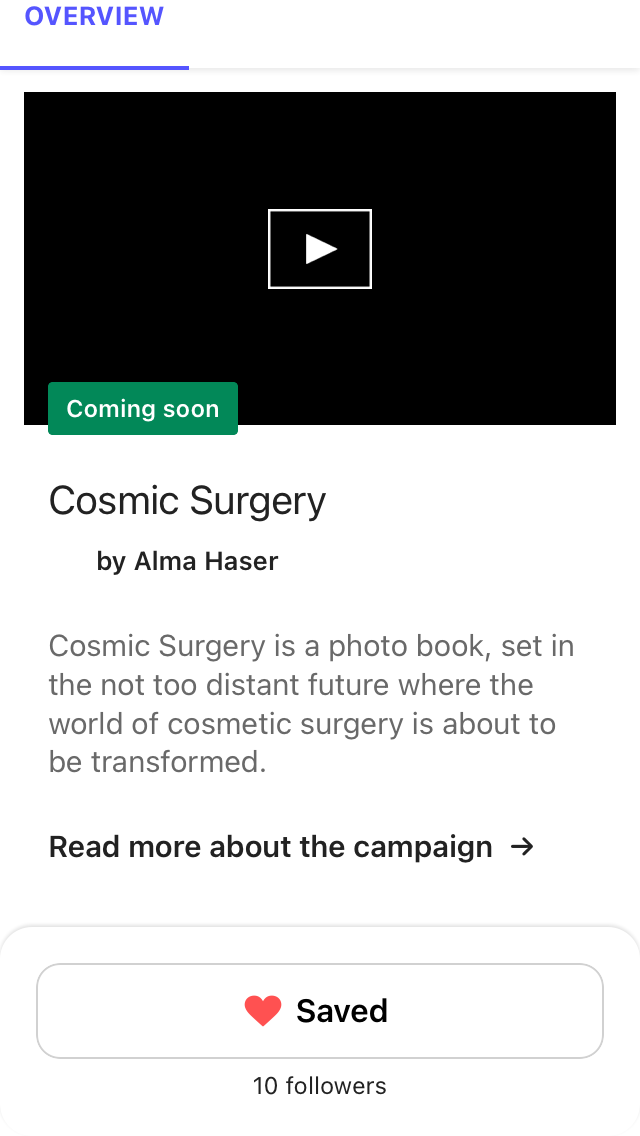 OVERVIEW
Coming soon
Cosmic Surgery
by Alma Haser
Cosmic Surgery is a photo book, set in
the not too distant future where the
world of cosmetic surgery is about to
be transformed.
Read more about the campaign →
Saved
10 followers